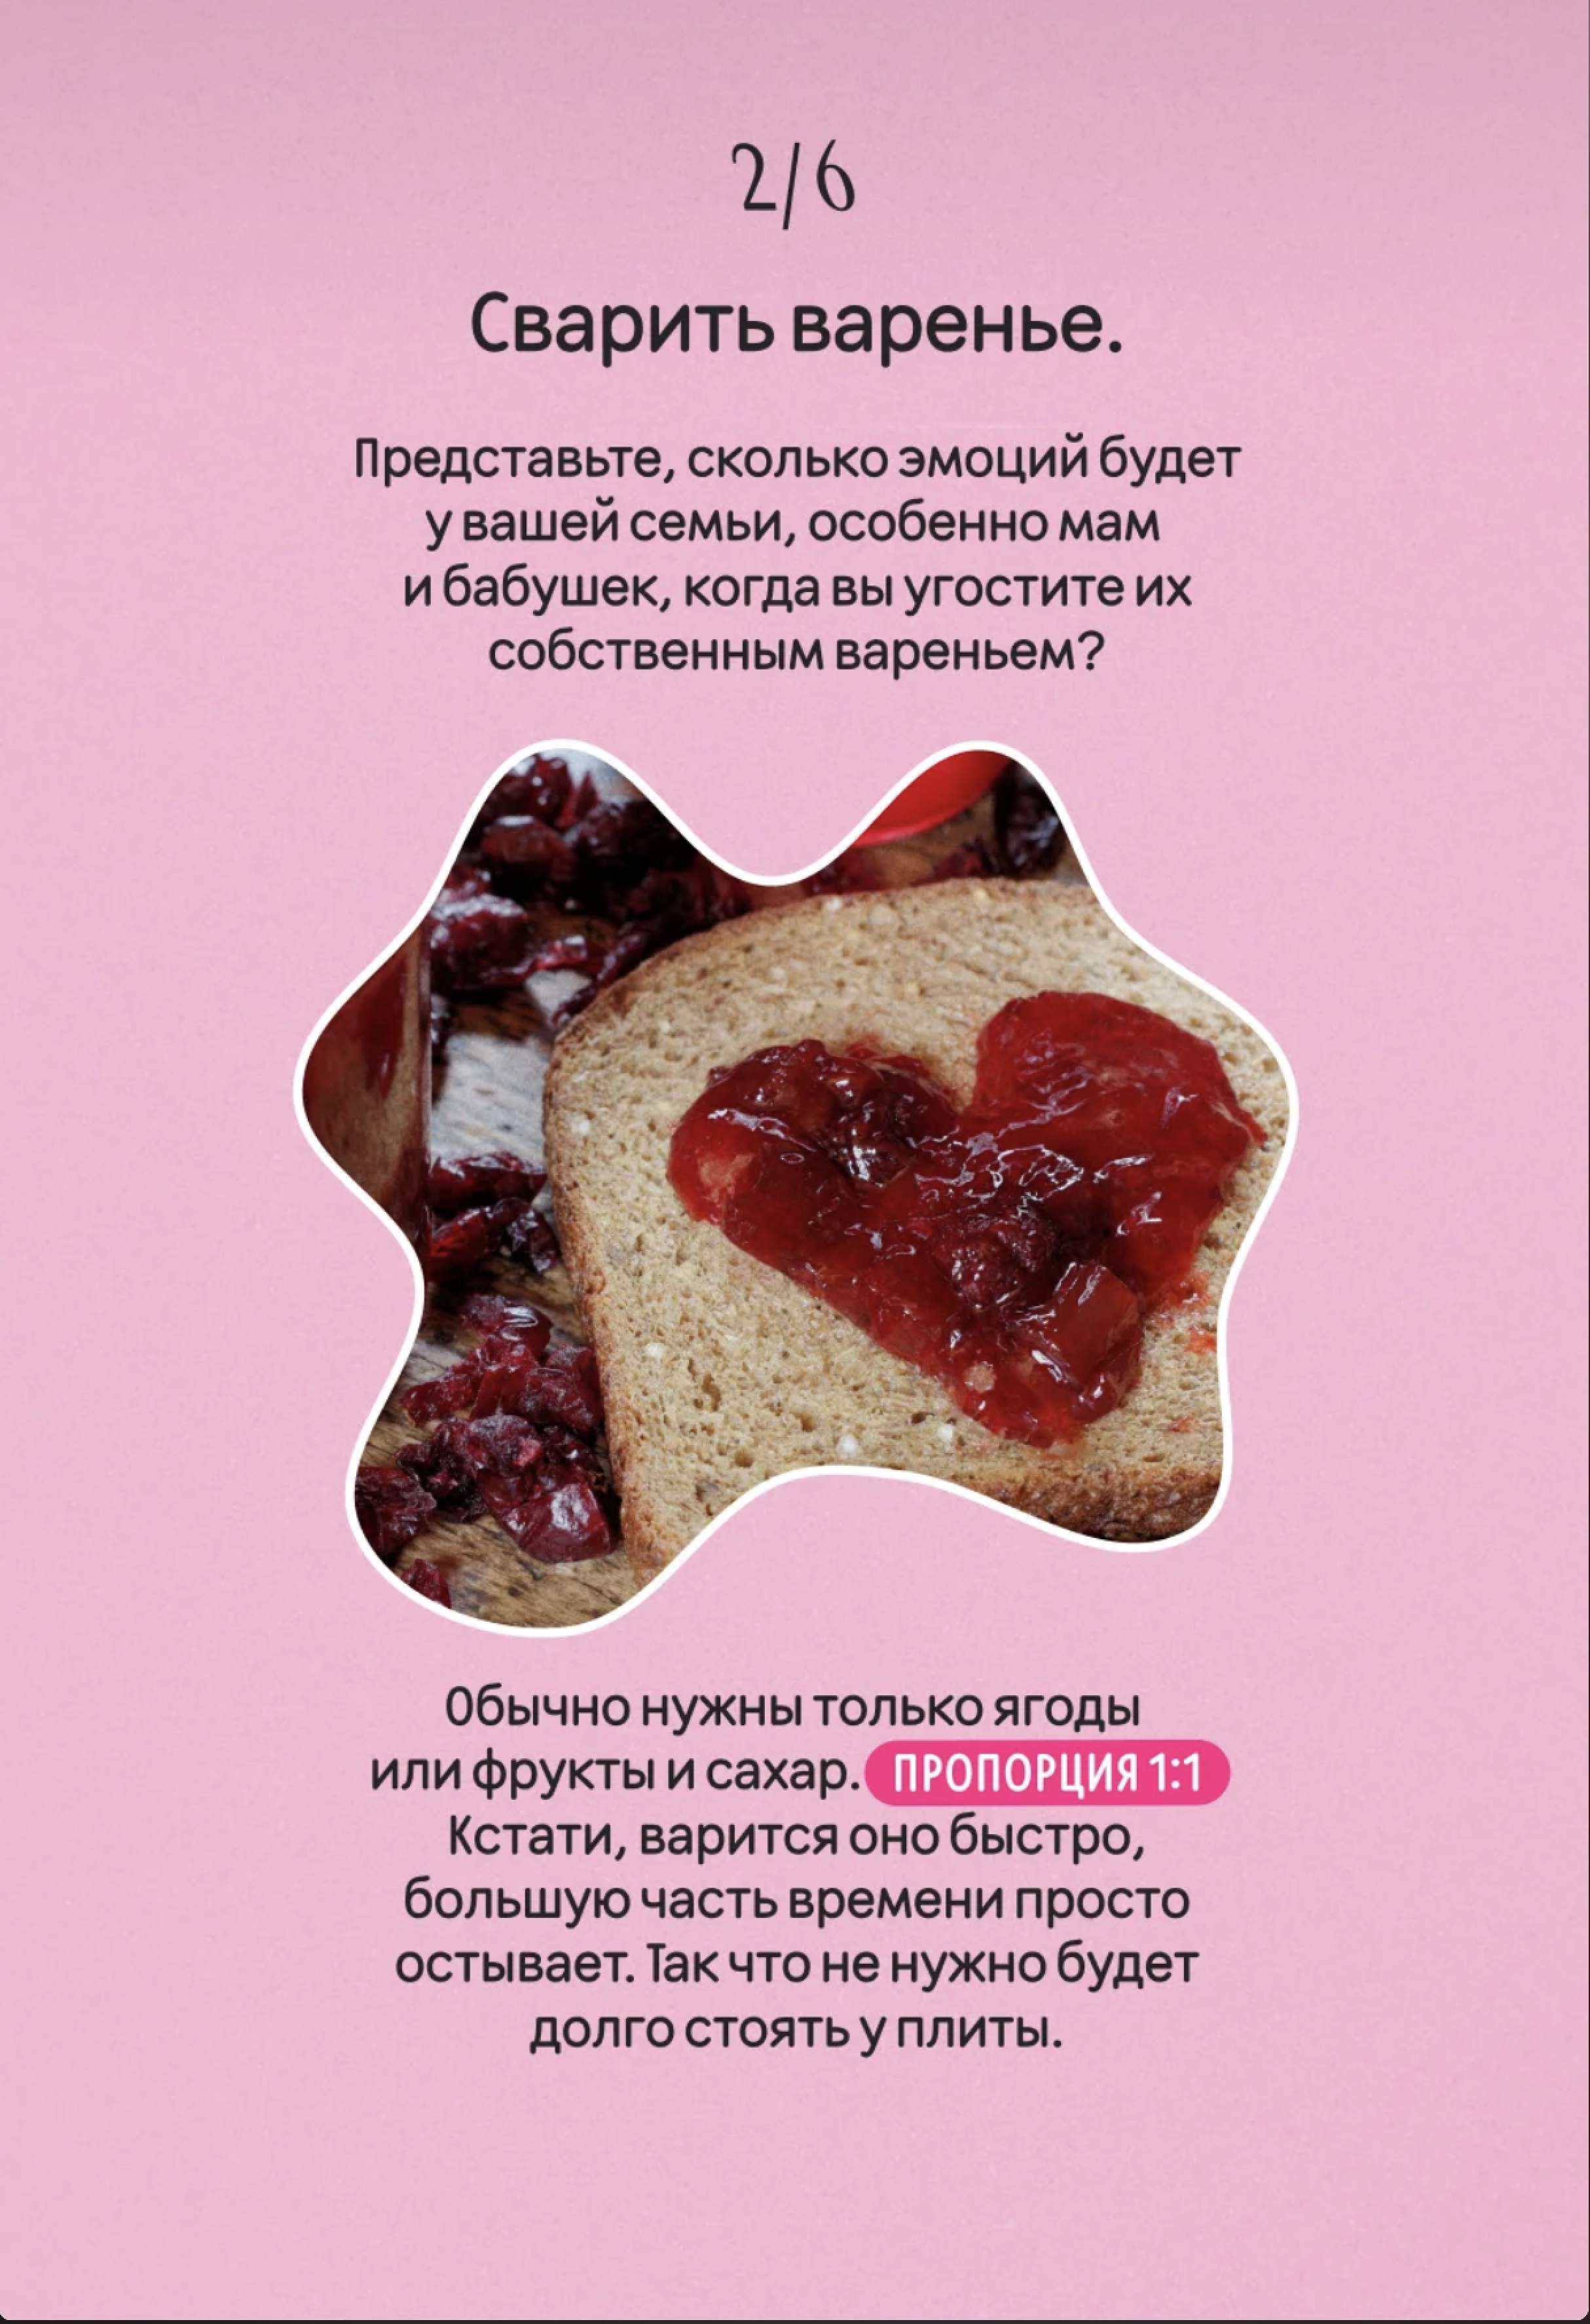 2/6
Сварить варенье.
Представьте, сколько эмоций будет
у вашей семьи, особенно мам
и бабушек, когда вы угостите их
собственным вареньем?
Обычно нужны только ягоды
или фрукты и сахар. ПРОПОРЦИЯ 1:1
Кстати, варится оно быстро,
большую часть времени просто
остывает. Так что не нужно будет
долго стоять у плиты.